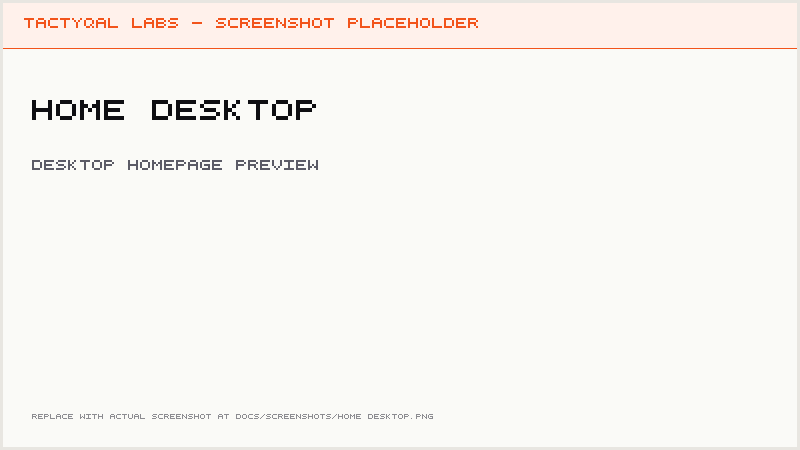 TACTYQAL LABS — SCREENSHOT PLACEHOLDER
HOME DESKTOP
DESKTOP HOMEPAGE PREVIEW
REPLACE WITH ACTUAL SCREENSHOT AT DOCS/SCREENSHOTS/HOME DESKTOP.PNG